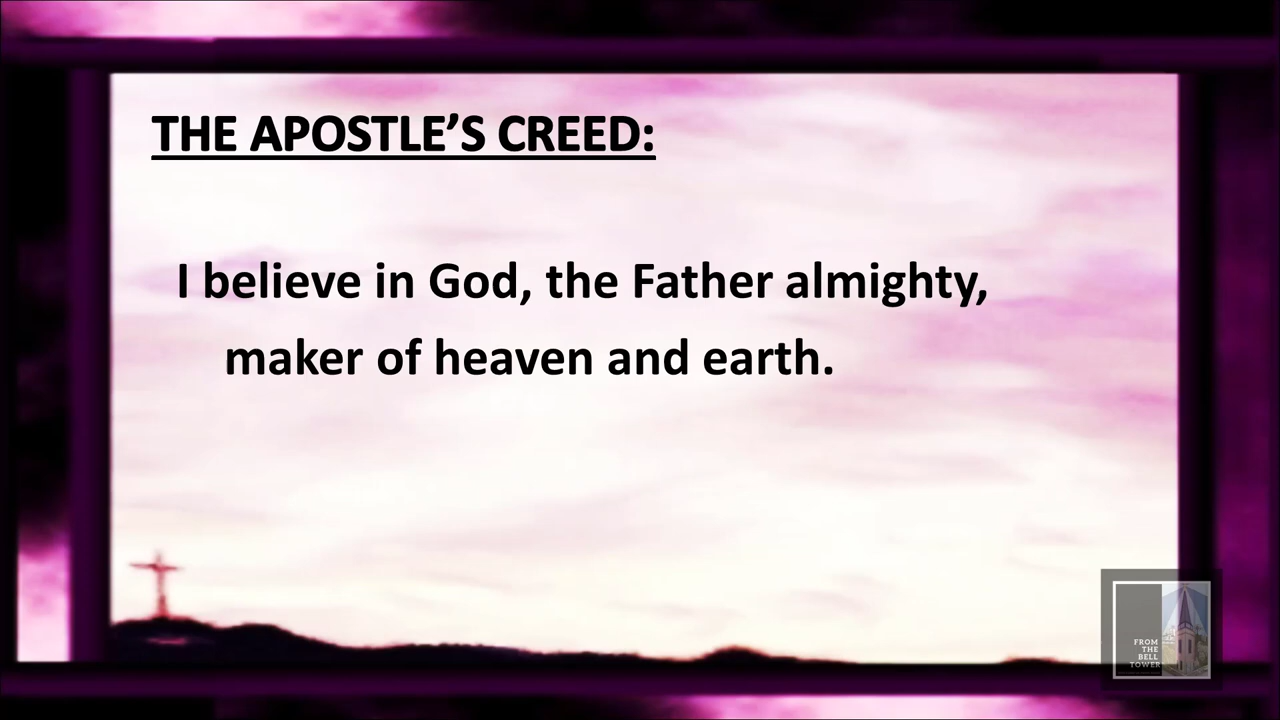 THE APOSTLE’S CREED:
I believe in God, the Father almighty,
maker of heaven and earth.
FROM
THE
BELL
TOWER